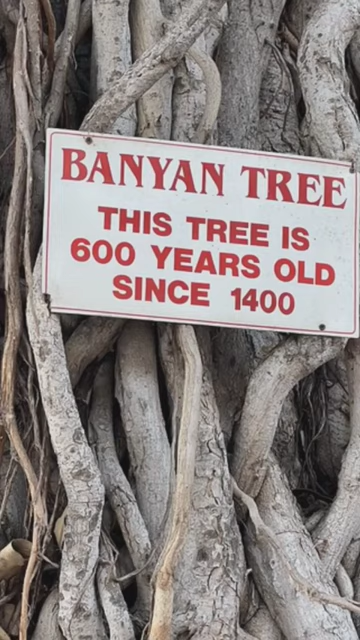 BANYAN TREE
THIS TREE IS
600 YEARS OLD
SINCE 1400